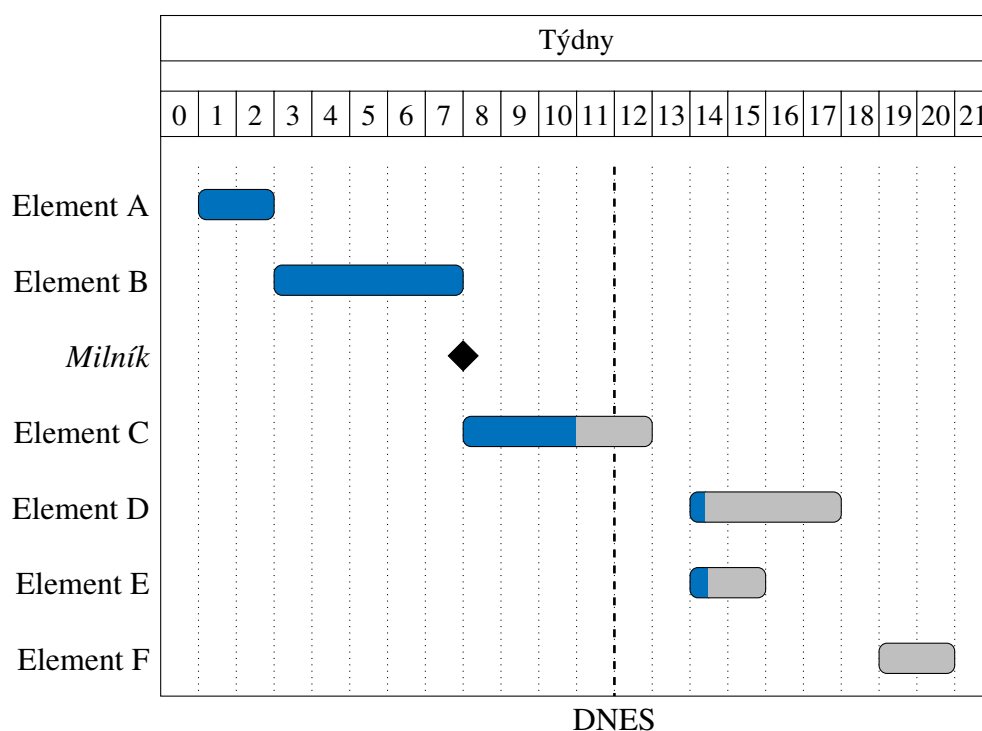 Týdny
0 1 2 3 4 5 6 7 8 9 10 11 12 13 14 15 16 17 18 19 20 21
Element A
Element B
Milník
Element C
Element D
Element E
Element F
DNES